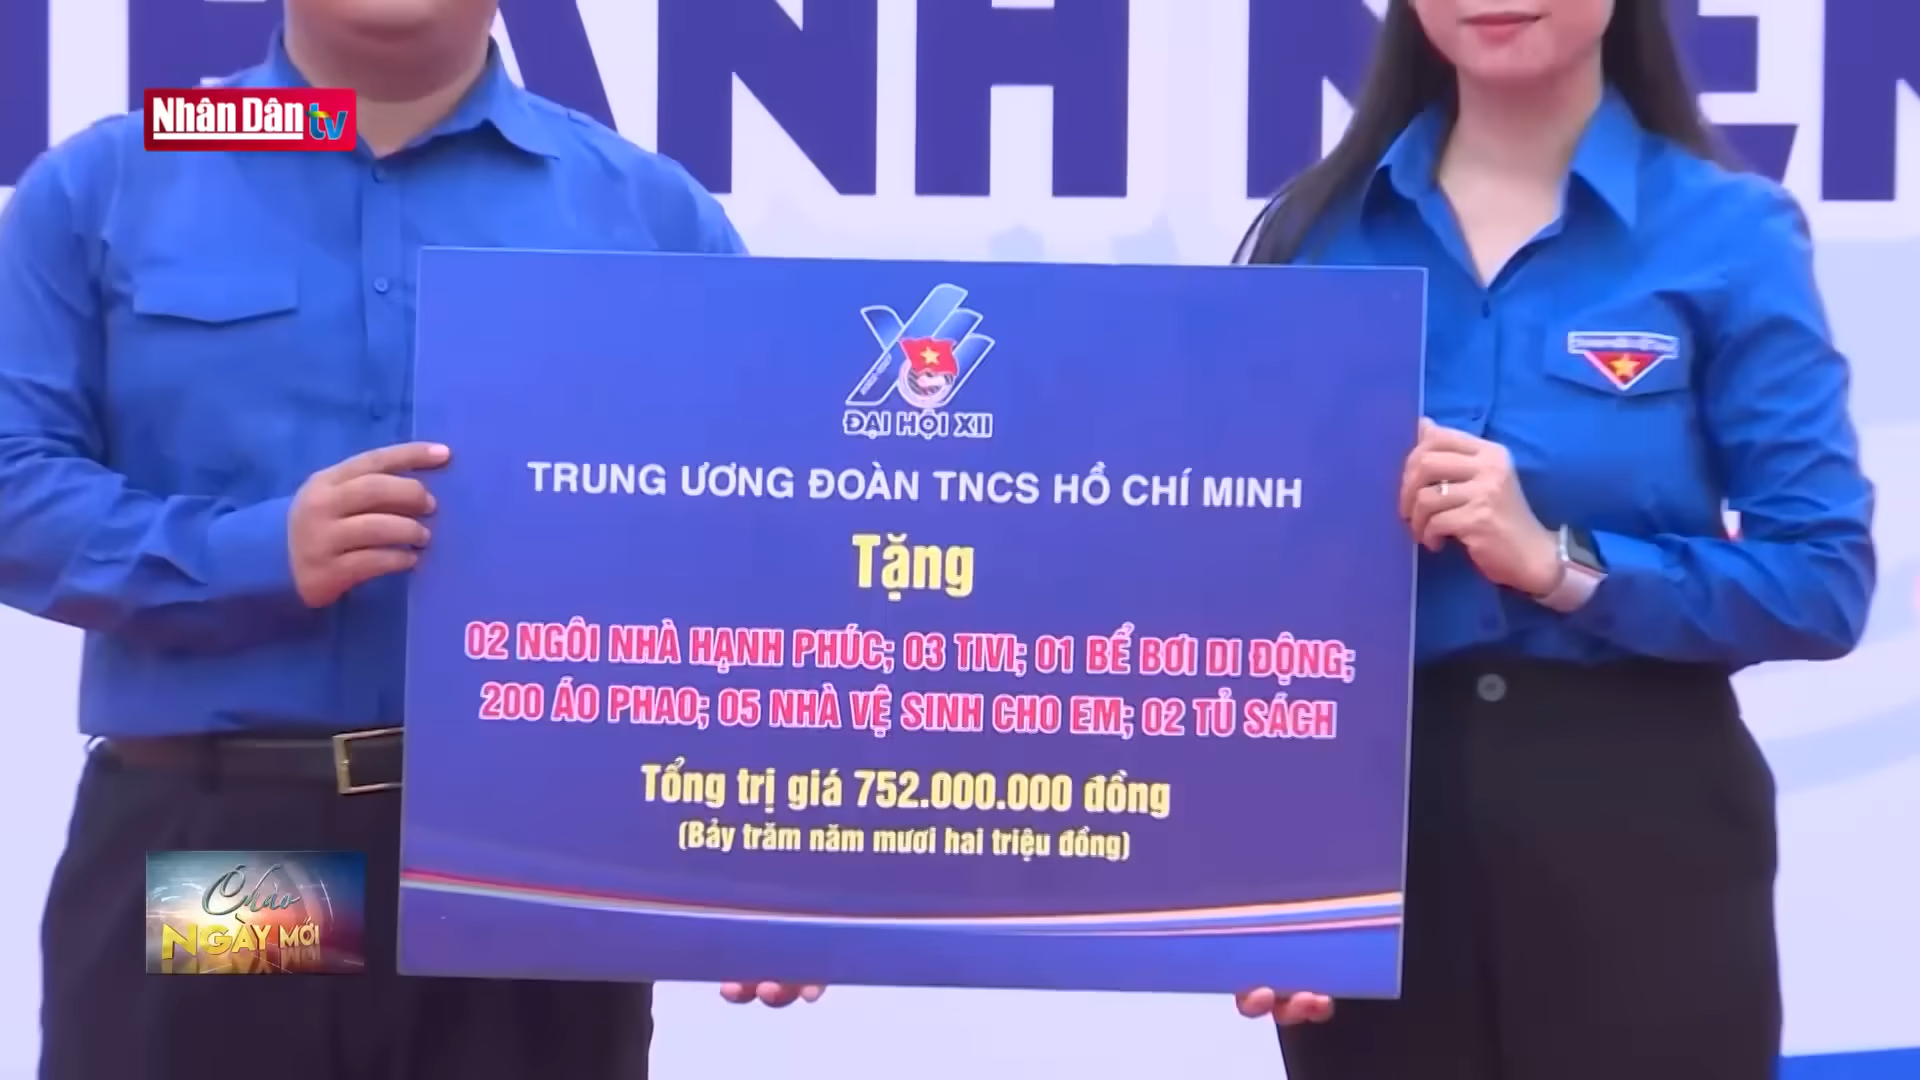 Nhân Dân tv
ĐẠI HỘI XII
TRUNG ƯƠNG ĐOÀN TNCS HỒ CHÍ MINH
Tặng
02 NGÔI NHÀ HẠNH PHÚC; 03 TIVI; 01 BỂ BƠI DI ĐỘNG;
200 ÁO PHAO; 05 NHÀ VỆ SINH CHO EM; 02 TỦ SÁCH
Tổng trị giá 752.000.000 đồng
(Bảy trăm năm mươi hai triệu đồng)
Chào
NGÀY MỚI